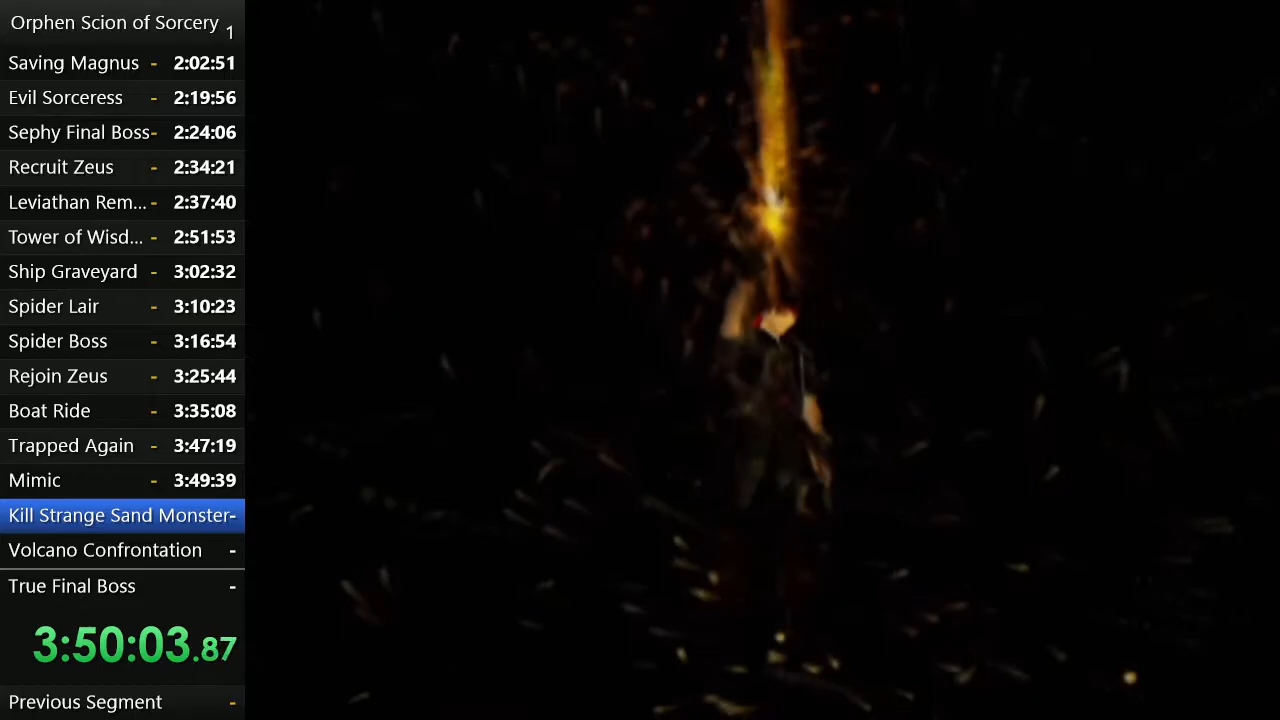 Orphen Scion of Sorcery 1
Saving Magnus - 2:02:51
Evil Sorceress - 2:19:56
Sephy Final Boss- 2:24:06
Recruit Zeus - 2:34:21
Leviathan Rem... - 2:37:40
Tower of Wisd... - 2:51:53
Ship Graveyard - 3:02:32
Spider Lair - 3:10:23
Spider Boss - 3:16:54
Rejoin Zeus - 3:25:44
Boat Ride - 3:35:08
Trapped Again - 3:47:19
Mimic - 3:49:39
Kill Strange Sand Monster-
Volcano Confrontation -
True Final Boss -
3:50:03.87
Previous Segment -